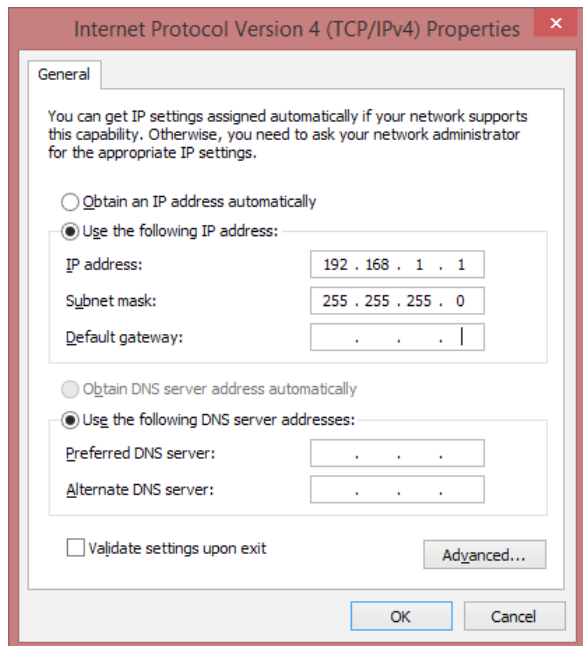 Internet Protocol Version 4 (TCP/IPv4) Properties
General
You can get IP settings assigned automatically if your network supports
this capability. Otherwise, you need to ask your network administrator
for the appropriate IP settings.
Obtain an IP address automatically
Use the following IP address:
IP address: 192 . 168 . 1 . 1
Subnet mask: 255 . 255 . 255 . 0
Default gateway: . . .
Obtain DNS server address automatically
Use the following DNS server addresses:
Preferred DNS server: . . .
Alternate DNS server: . . .
Validate settings upon exit
Advanced...
OK Cancel